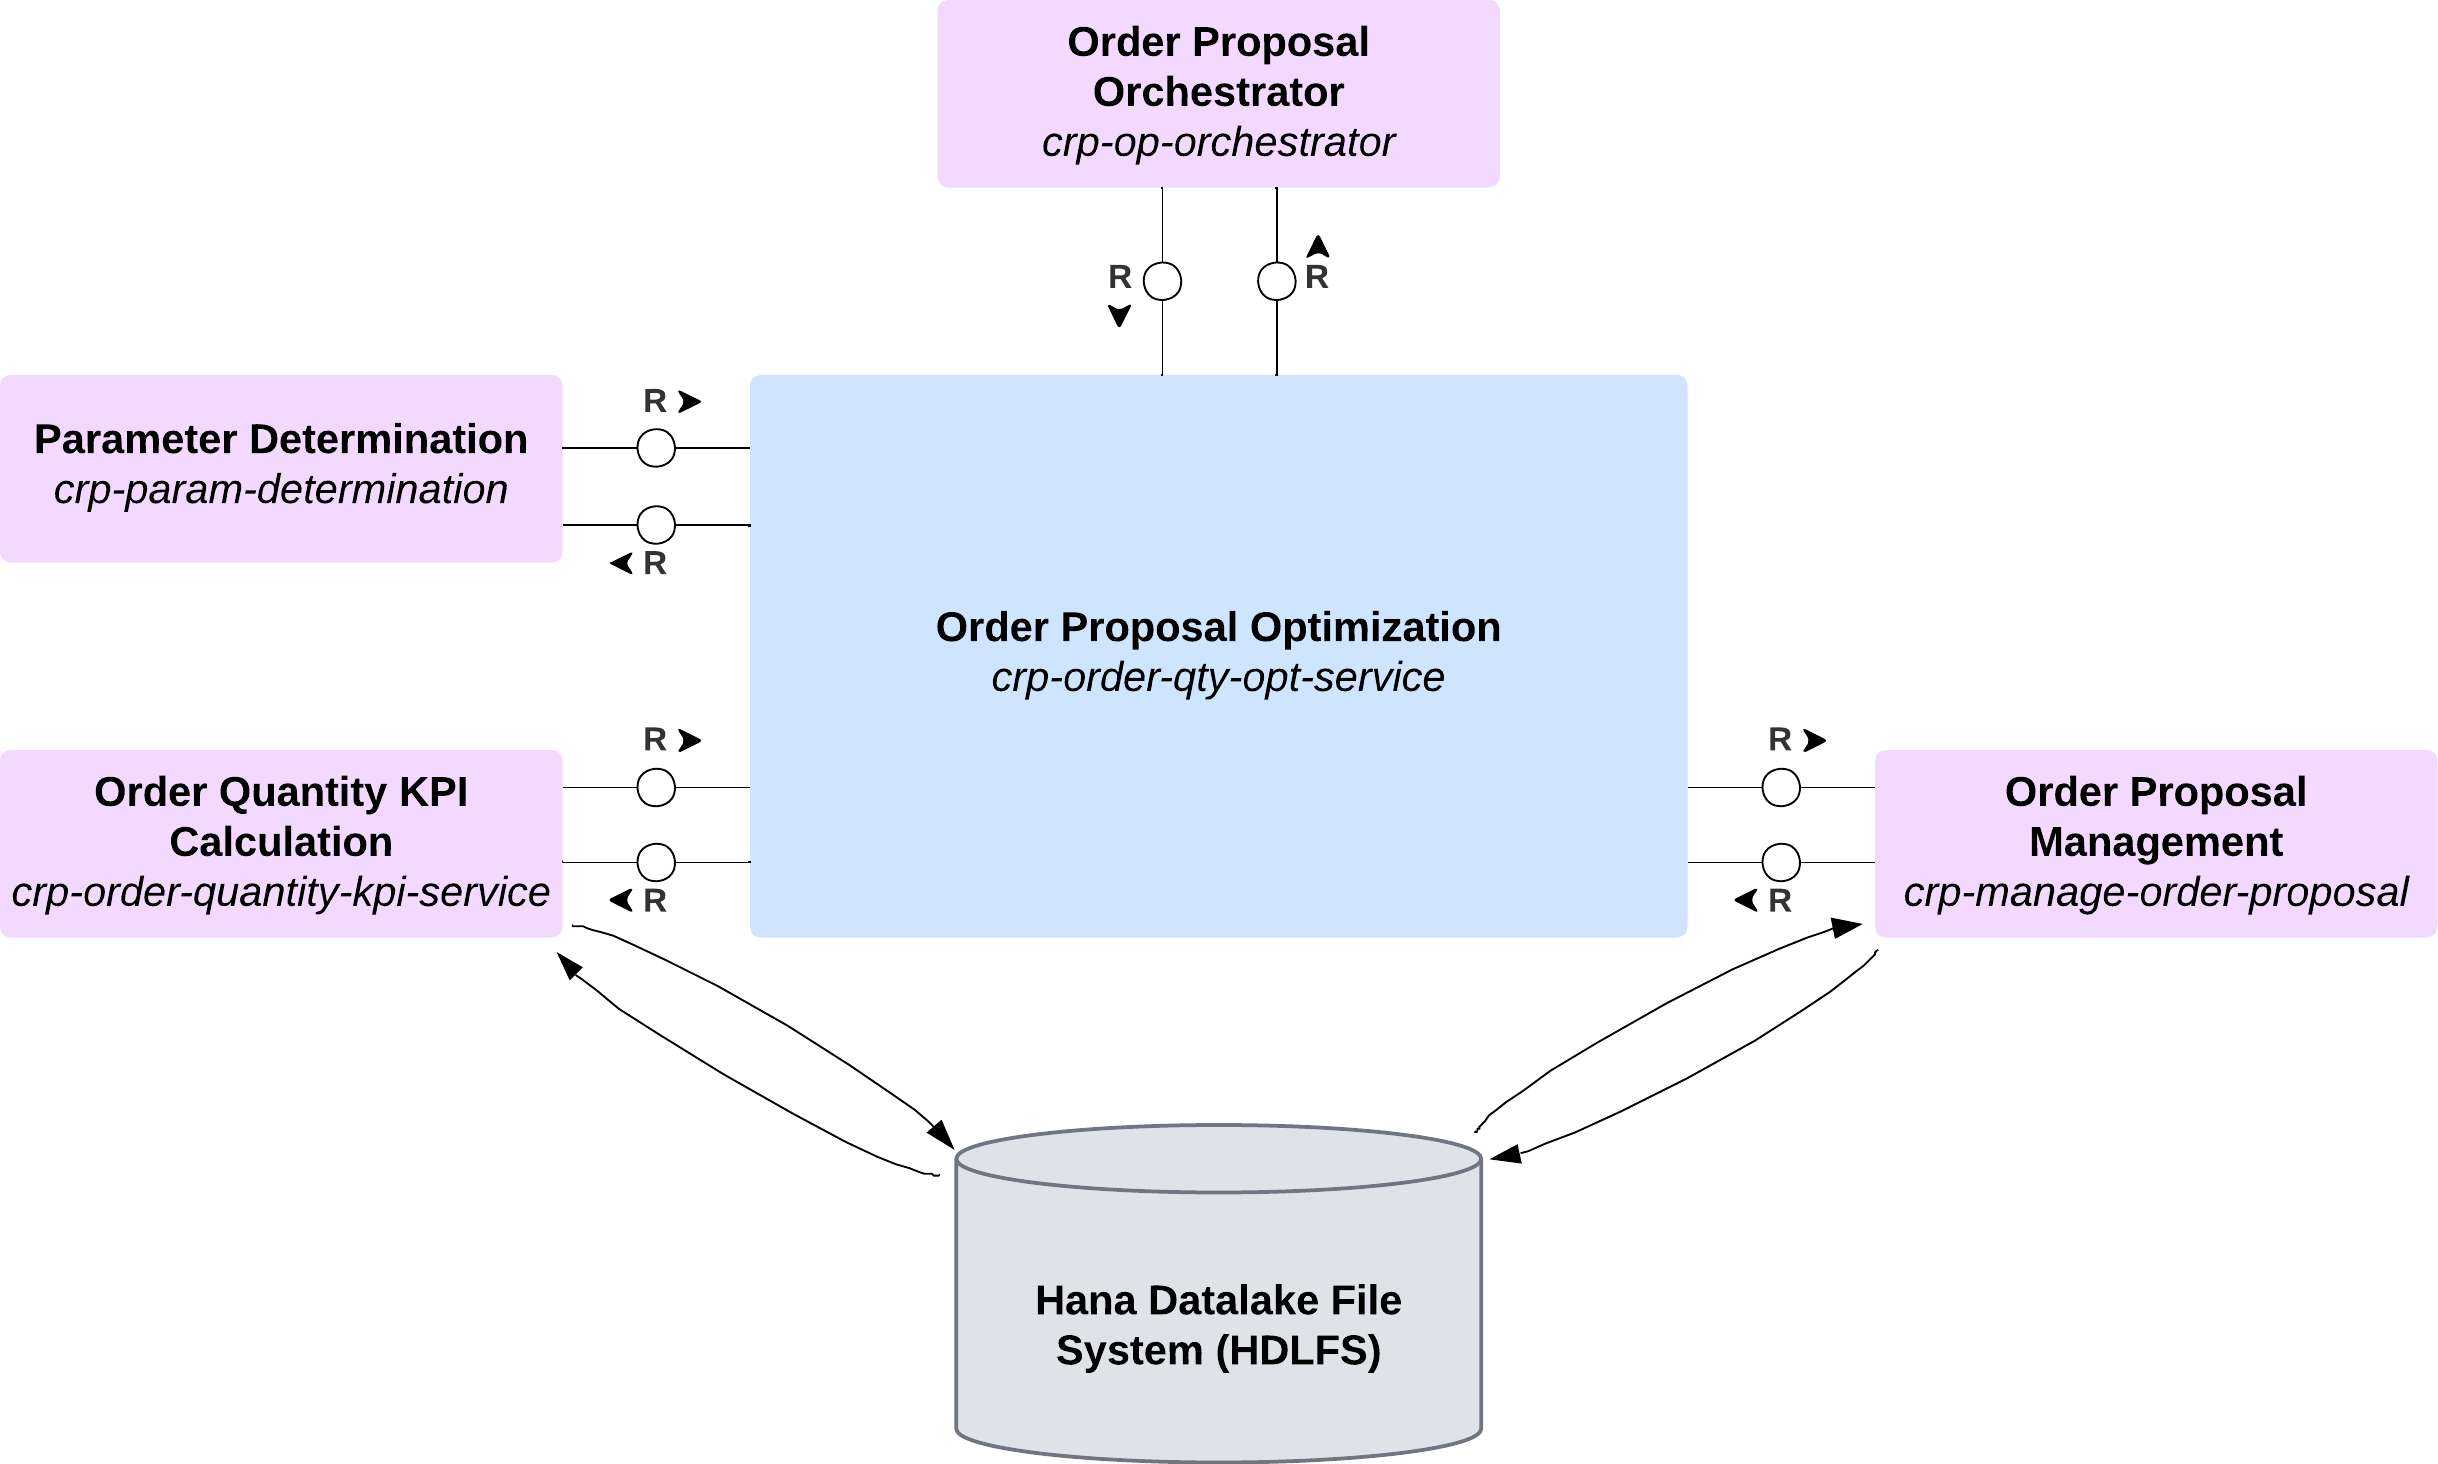 Order Proposal
Orchestrator
crp-op-orchestrator
R
R
R
Parameter Determination
crp-param-determination
R
Order Proposal Optimization
crp-order-qty-opt-service
R
Order Quantity KPI
Calculation
crp-order-quantity-kpi-service
R
R
Order Proposal
Management
crp-manage-order-proposal
R
Hana Datalake File
System (HDLFS)